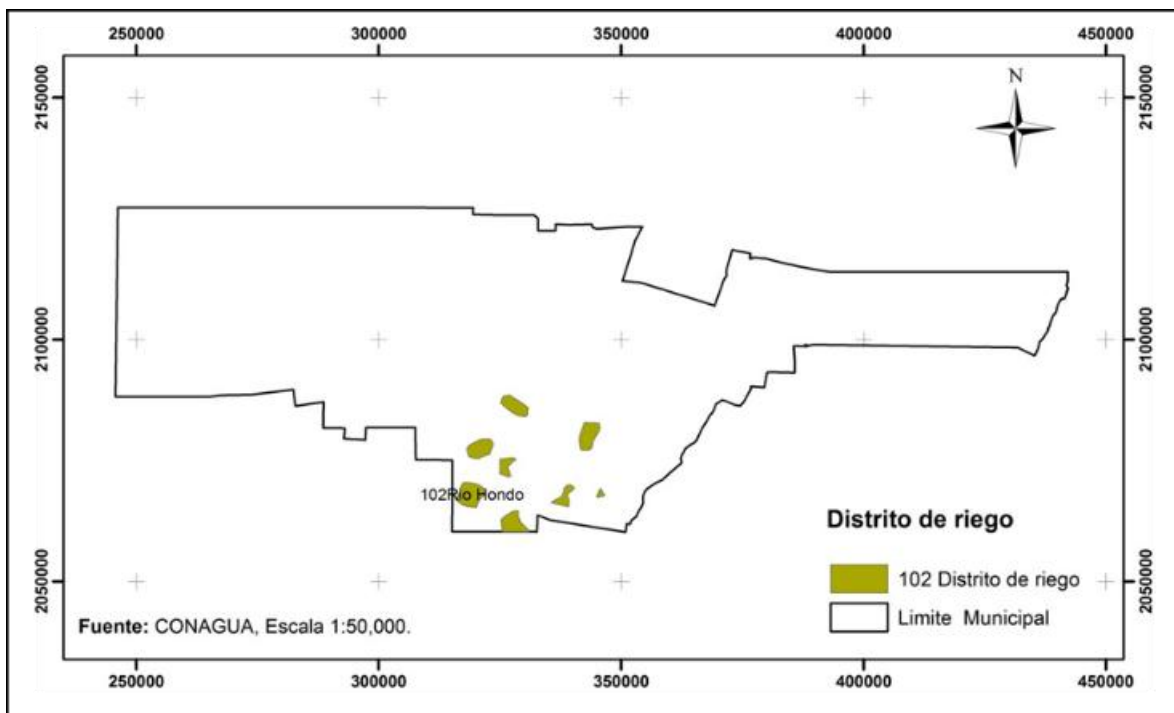 250000 300000 350000 400000 450000
N
2150000 2150000
2100000 2100000
102Rio Hondo
Distrito de riego
102 Distrito de riego
2050000 2050000
Limite Municipal
Fuente: CONAGUA, Escala 1:50,000.
250000 300000 350000 400000 450000